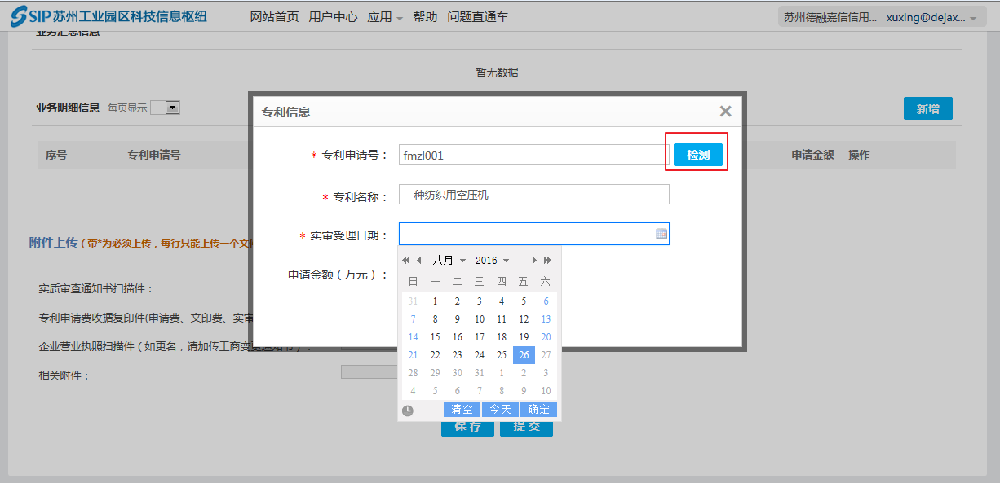 SIP苏州工业园区科技信息枢纽 网站首页 用户中心 应用 帮助 问题直通车 苏州德融嘉信信用... xuxing@dejax...
业务汇总信息
暂无数据
业务明细信息 每页显示 新增
序号 专利申请号 申请金额 操作
专利信息
* 专利申请号： fmzl001 检测
* 专利名称： 一种纺织用空压机
* 实审受理日期：
申请金额（万元）：
八月 2016
日 一 二 三 四 五 六
31 1 2 3 4 5 6
7 8 9 10 11 12 13
14 15 16 17 18 19 20
21 22 23 24 25 26 27
28 29 30 31 1 2 3
4 5 6 7 8 9 10
清空 今天 确定
附件上传 ( 带*为必须上传，每行只能上传一个文
实质审查通知书扫描件：
专利申请费收据复印件(申请费、文印费、实审
企业营业执照扫描件（如更名，请加传工商变更通知书）：
相关附件：
保 存 提 交